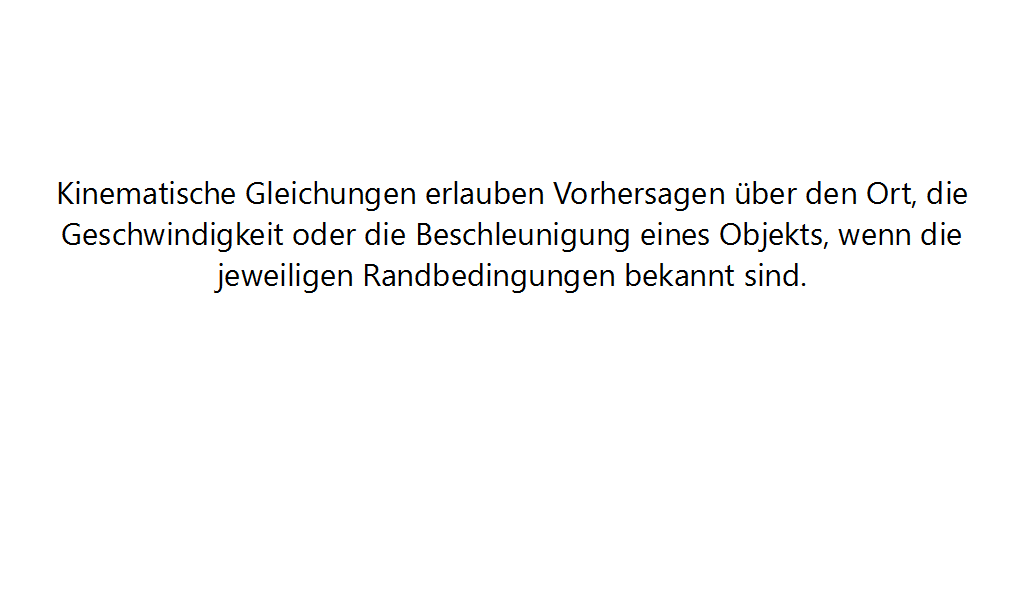 Kinematische Gleichungen erlauben Vorhersagen über den Ort, die
Geschwindigkeit oder die Beschleunigung eines Objekts, wenn die
jeweiligen Randbedingungen bekannt sind.